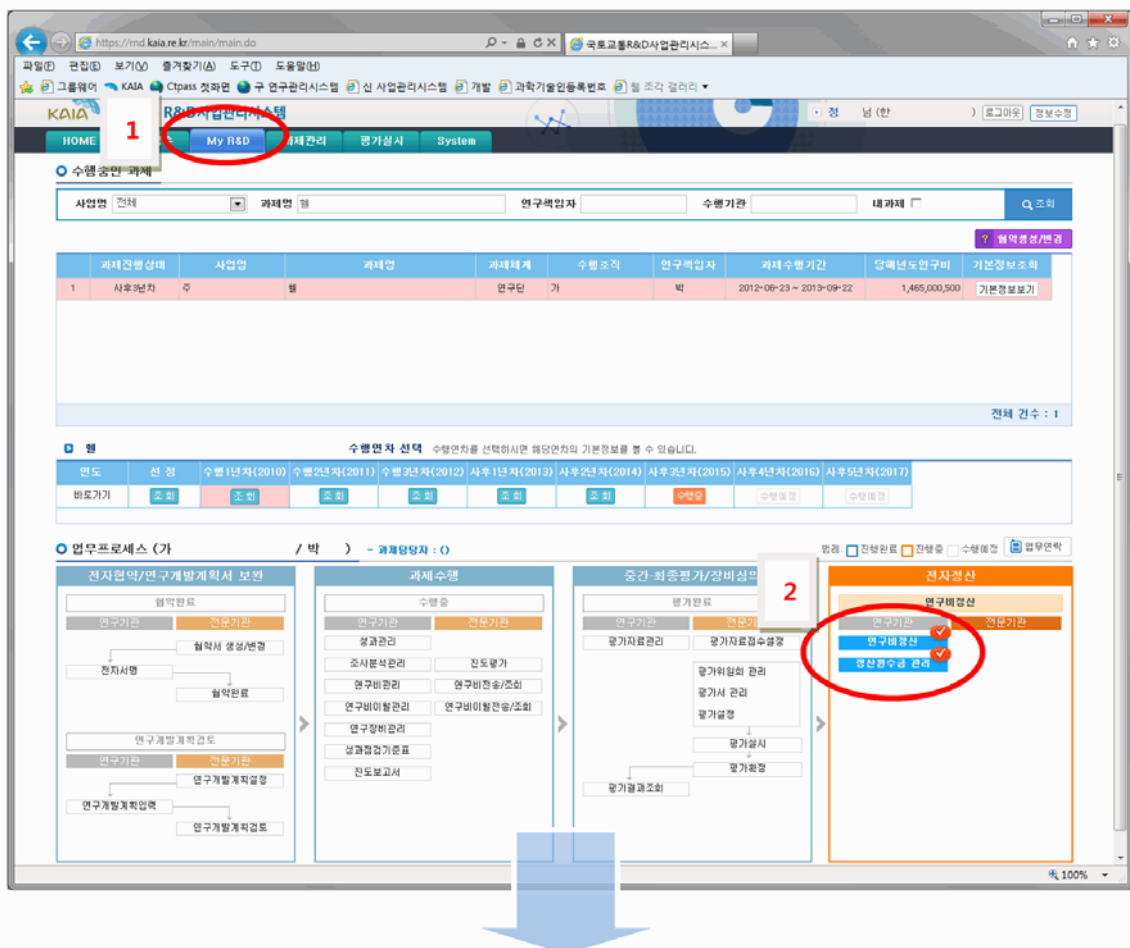 https://rnd.kaia.re.kr/main/main.do
국토교통R&D사업관리시스...
파일(F) 편집(E) 보기(V) 즐겨찾기(A) 도구(T) 도움말(H)
그룹웨어 KAIA Ctpass 첫화면 구 연구관리시스템 신 사업관리시스템 개발 과학기술인등록번호 웹 조각 갤러리
KAIA R&D사업관리시스템
정 님 (한 ) 로그아웃 정보수정
1
HOME 수 My R&D 과제관리 평가실시 System
수행중인 과제
사업명 전체 과제명 헬 연구책임자 수행기관 내과제 조회
? 협약생성/변경
과제진행상태 사업명 과제명 과제체계 수행조직 연구책임자 과제수행기간 당해년도연구비 기본정보조회
1 사후3년차 주 헬 연구단 가 박 2012-06-23 ~ 2013-09-22 1,465,000,500 기본정보보기
전체 건수 : 1
헬 수행연차 선택 수행연차를 선택하시면 해당연차의 기본정보를 볼 수 있습니다.
연도 선 정 수행1년차(2010) 수행2년차(2011) 수행3년차(2012) 사후1년차(2013) 사후2년차(2014) 사후3년차(2015) 사후4년차(2016) 사후5년차(2017)
바로가기 조회 조회 조회 조회 조회 조회 수행중 수행예정 수행예정
업무프로세스 (가 / 박 ) - 과제담당자 : ()
범례: 진행완료 진행중 수행예정 업무연락
전자협약/연구개발계획서 보완
협약완료
연구기관 전문기관
협약서 생성/변경
전자서명
협약완료
연구개발계획검토
연구기관 전문기관
연구개발계획설정
연구개발계획입력
연구개발계획검토
과제수행
수행중
연구기관 전문기관
성과관리
조사분석관리 진도평가
연구비관리 연구비전송/조회
연구비이월관리 연구비이월전송/조회
연구장비관리
성과점검기준표
진도보고서
중간·최종평가/장비심의
2
평가완료
연구기관 전문기관
평가자료관리 평가자료접수설정
평가위원회 관리
평가서 관리
평가설정
평가실시
평가확정
평가결과조회
전자정산
연구비정산
연구기관 전문기관
연구비정산
정산환수금 관리
100%